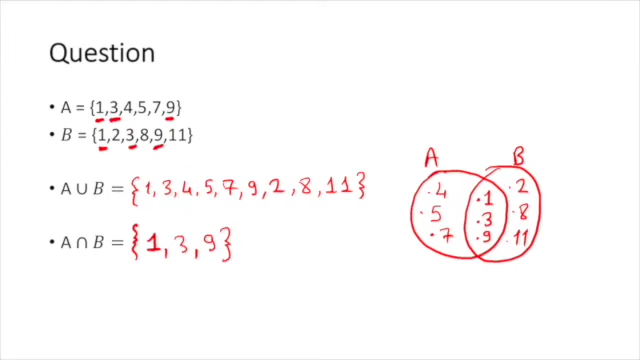 Question
• A = {1,3,4,5,7,9}
• B = {1,2,3,8,9,11}
• A ∪ B = {1, 3, 4, 5, 7, 9, 2, 8, 11}
• A ∩ B = {1, 3, 9}
A B
·4 ·1 ·2
·5 ·3 ·8
·7 ·9 ·11